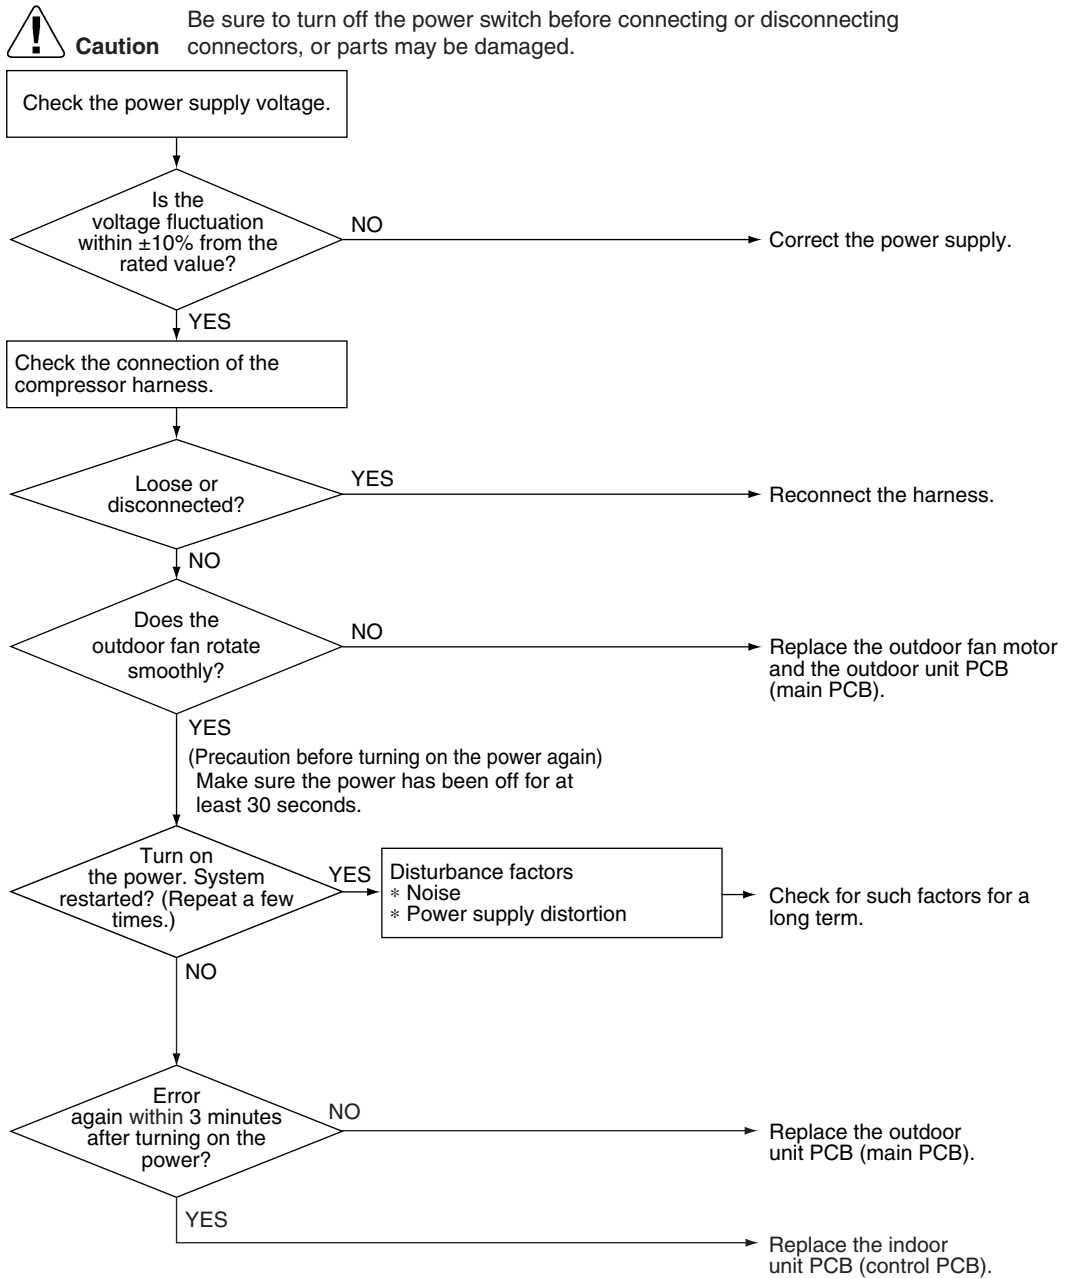 Be sure to turn off the power switch before connecting or disconnecting
Caution connectors, or parts may be damaged.
Check the power supply voltage.
Is the
voltage fluctuation
within ±10% from the
rated value?
NO
Correct the power supply.
YES
Check the connection of the
compressor harness.
Loose or
disconnected?
YES
Reconnect the harness.
NO
Does the
outdoor fan rotate
smoothly?
NO
Replace the outdoor fan motor
and the outdoor unit PCB
(main PCB).
YES
(Precaution before turning on the power again)
Make sure the power has been off for at
least 30 seconds.
Turn on
the power. System
restarted? (Repeat a few
times.)
YES
Disturbance factors
* Noise
* Power supply distortion
Check for such factors for a
long term.
NO
Error
again within 3 minutes
after turning on the
power?
NO
Replace the outdoor
unit PCB (main PCB).
YES
Replace the indoor
unit PCB (control PCB).